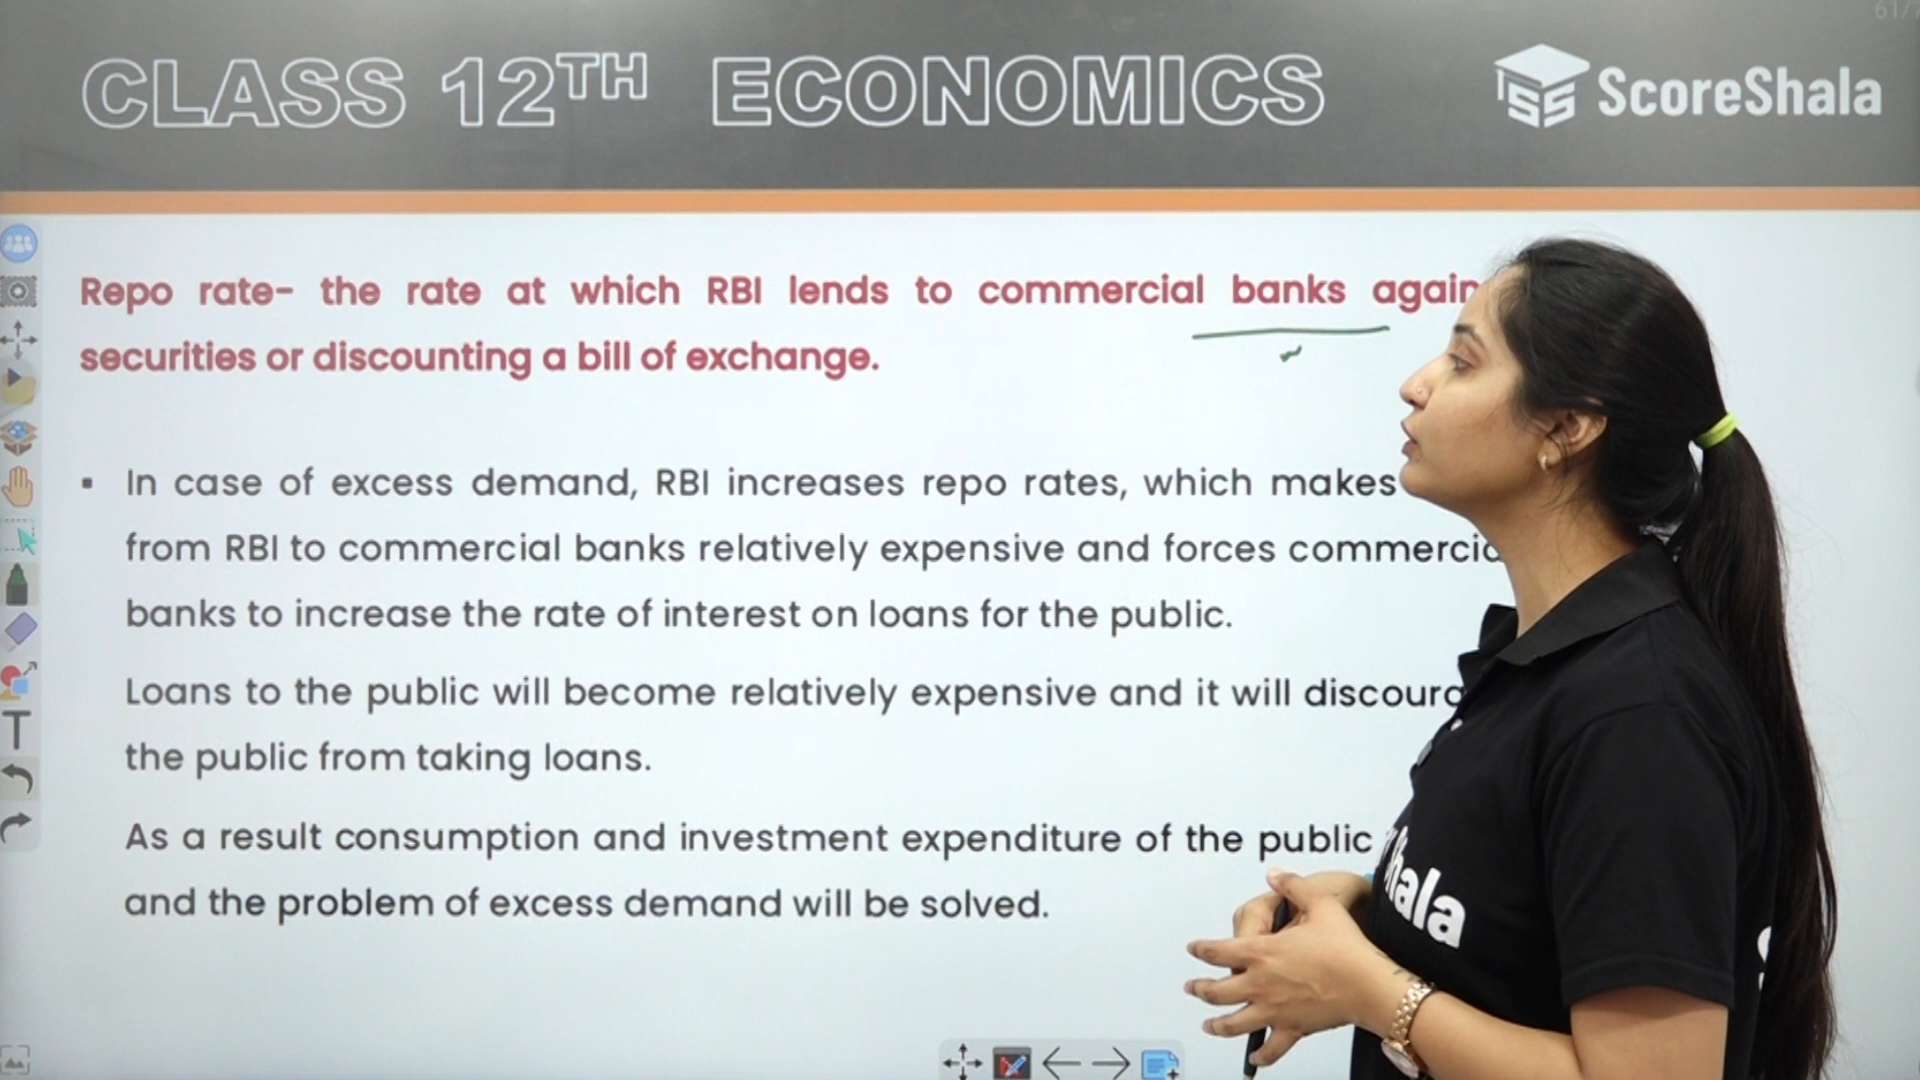 61/7
CLASS 12TH ECONOMICS
SS ScoreShala
Repo rate- the rate at which RBI lends to commercial banks
securities or discounting a bill of exchange.
▪ In case of excess demand, RBI increases repo rates, which makes
from RBI to commercial banks relatively expensive and forces
banks to increase the rate of interest on loans for the public.
Loans to the public will become relatively expensive and it will
the public from taking loans.
As a result consumption and investment expenditure of the public
and the problem of excess demand will be solved.
T
hala